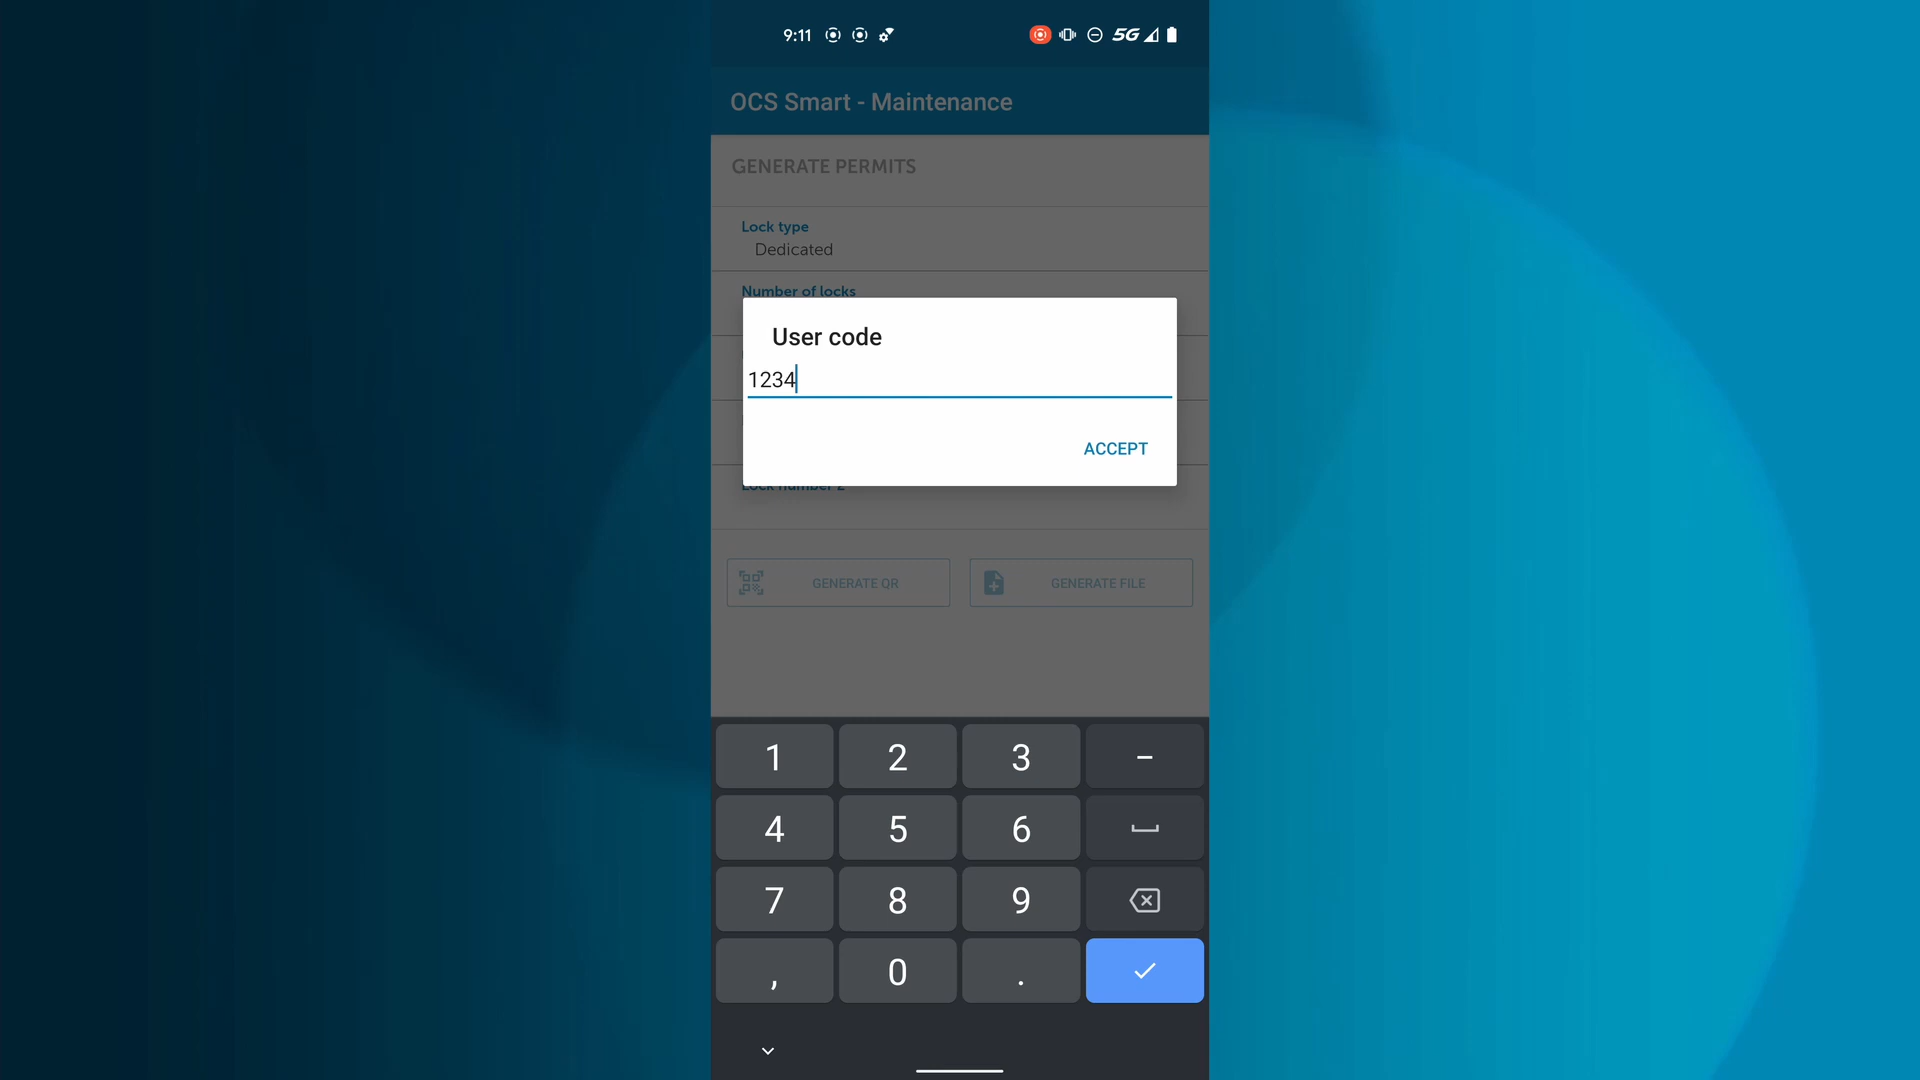 9:11
5G
OCS Smart - Maintenance
GENERATE PERMITS
Lock type
Dedicated
Number of locks
User code
1234
ACCEPT
Lock number 2
GENERATE QR
GENERATE FILE
1 2 3 -
4 5 6
7 8 9
, 0 .